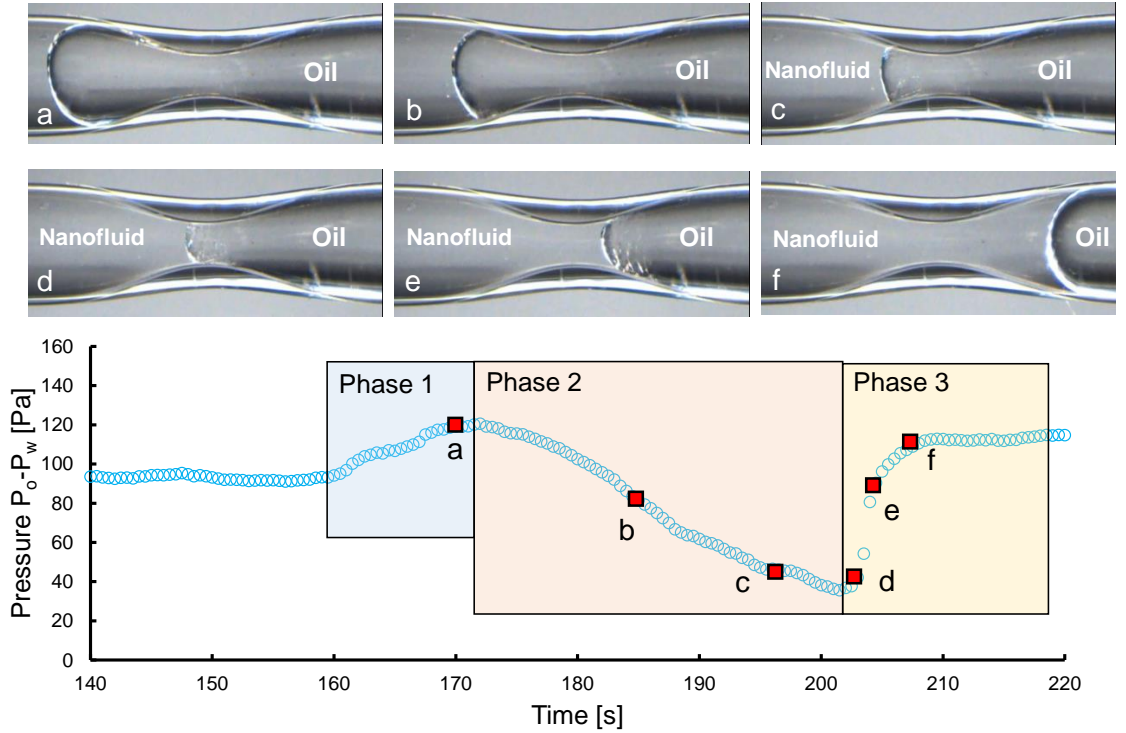 Oil
a
Oil
b
Nanofluid Oil
c
Nanofluid Oil
d
Nanofluid Oil
e
Nanofluid Oil
f
Pressure Po-Pw [Pa]
160
140
120
100
80
60
40
20
0
Phase 1
Phase 2
Phase 3
a
b
c
d
e
f
140 150 160 170 180 190 200 210 220
Time [s]